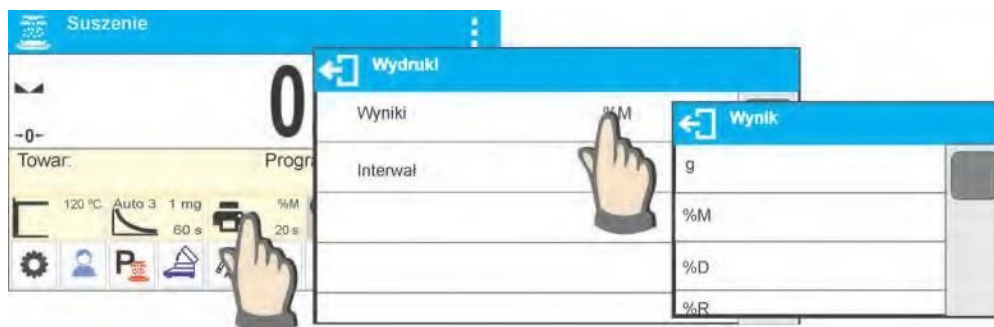 Suszenie
0
→0←
Towar:
Progra
120 °C
Auto 3
1 mg
60 s
%M
20 s
P
Wydruki
Wyniki
%M
Interwał
Wynik
g
%M
%D
%R